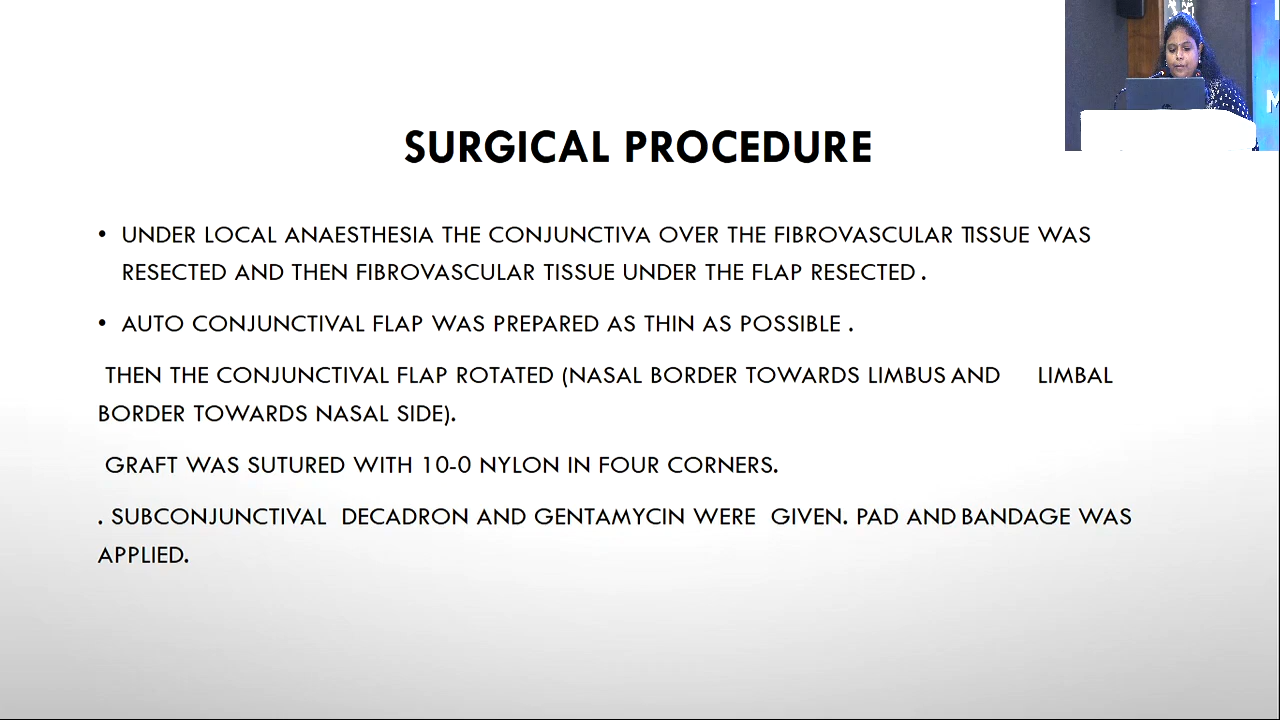 SURGICAL PROCEDURE
• UNDER LOCAL ANAESTHESIA THE CONJUNCTIVA OVER THE FIBROVASCULAR TISSUE WAS
RESECTED AND THEN FIBROVASCULAR TISSUE UNDER THE FLAP RESECTED .
• AUTO CONJUNCTIVAL FLAP WAS PREPARED AS THIN AS POSSIBLE .
THEN THE CONJUNCTIVAL FLAP ROTATED (NASAL BORDER TOWARDS LIMBUS AND LIMBAL
BORDER TOWARDS NASAL SIDE).
GRAFT WAS SUTURED WITH 10-0 NYLON IN FOUR CORNERS.
. SUBCONJUNCTIVAL DECADRON AND GENTAMYCIN WERE GIVEN. PAD AND BANDAGE WAS
APPLIED.